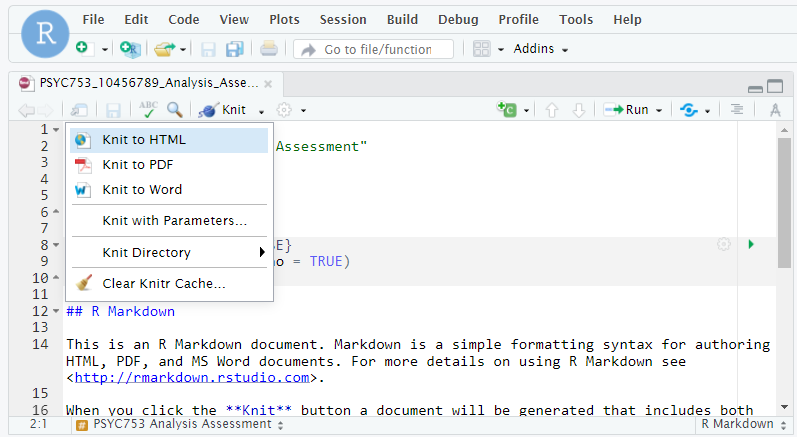 R
File Edit Code View Plots Session Build Debug Profile Tools Help
Go to file/function Addins
PSYC753_10456789_Analysis_Asse...
ABC Knit Run
1
Knit to HTML
2 Assessment"
3
Knit to PDF
4
5 Knit to Word
6
7 Knit with Parameters...
8 SE}
Knit Directory
9 ho = TRUE)
10
Clear Knitr Cache...
11
12 ## R Markdown
13
14 This is an R Markdown document. Markdown is a simple formatting syntax for authoring
HTML, PDF, and MS Word documents. For more details on using R Markdown see
<http://rmarkdown.rstudio.com>.
15
16 When you click the **Knit** button a document will be generated that includes both
2:1 # PSYC753 Analysis Assessment R Markdown